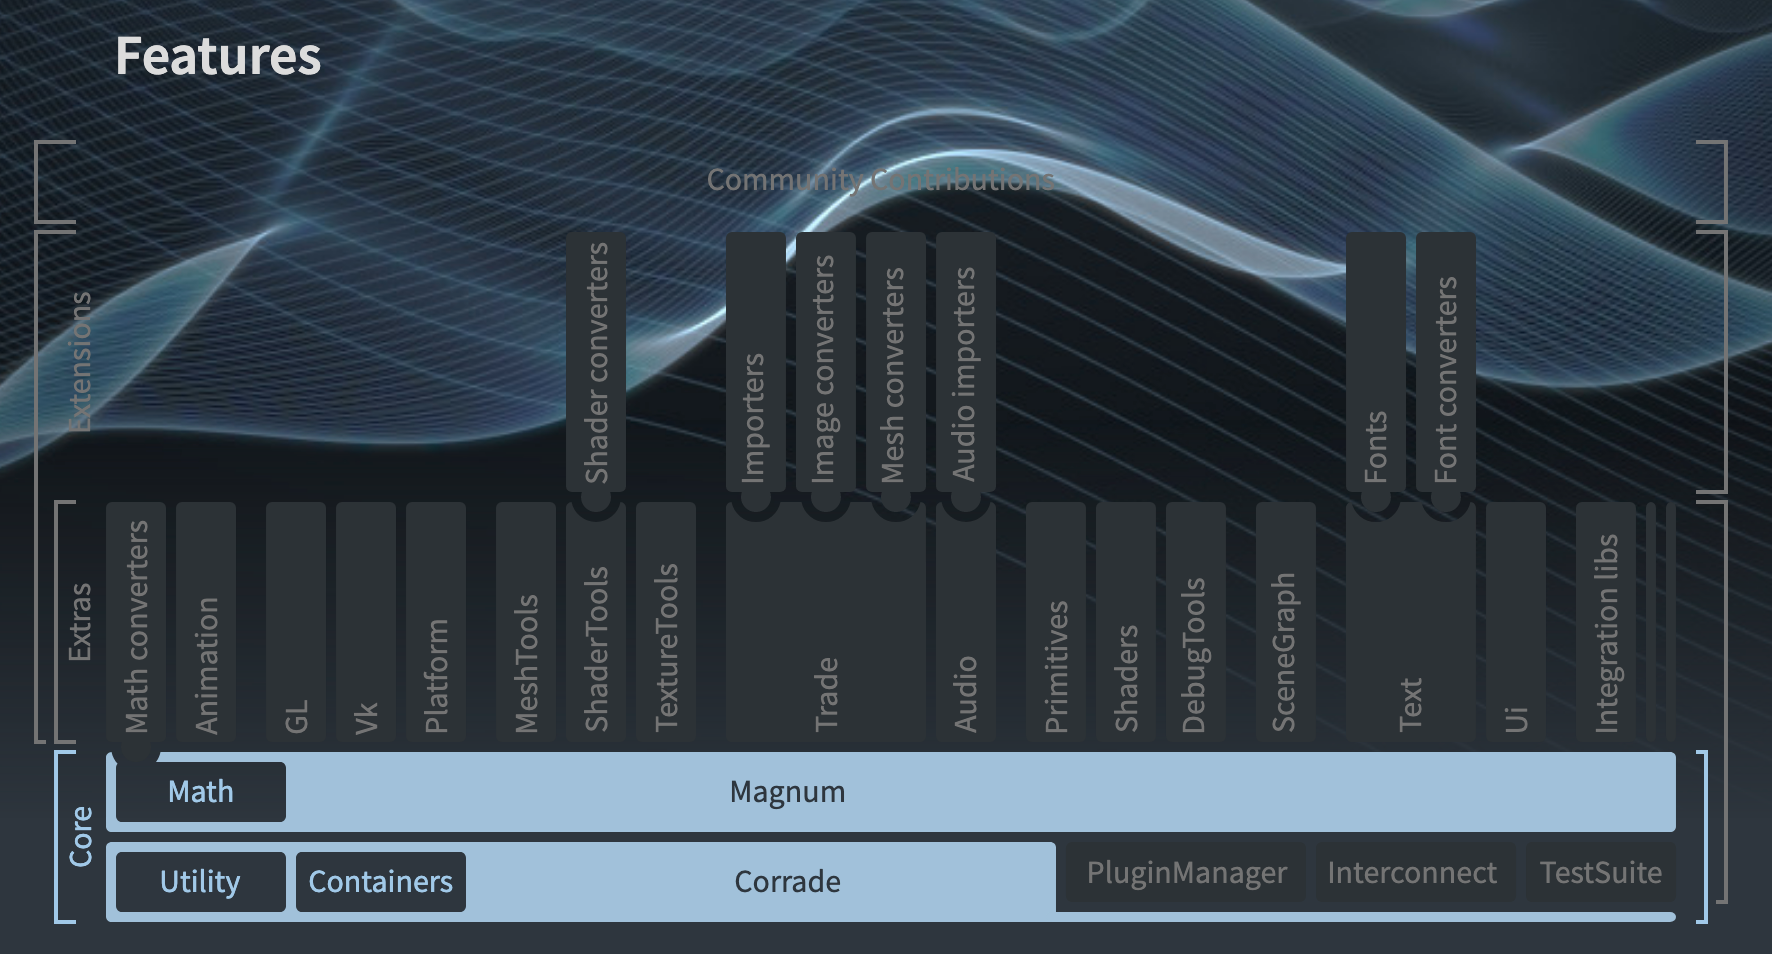 Features
Community Contributions
Extensions
Shader converters
Importers
Image converters
Mesh converters
Audio importers
Fonts
Font converters
Extras
Math converters
Animation
GL
Vk
Platform
MeshTools
ShaderTools
TextureTools
Trade
Audio
Primitives
Shaders
DebugTools
SceneGraph
Text
Ui
Integration libs
Core
Math
Magnum
Utility
Containers
Corrade
PluginManager
Interconnect
TestSuite